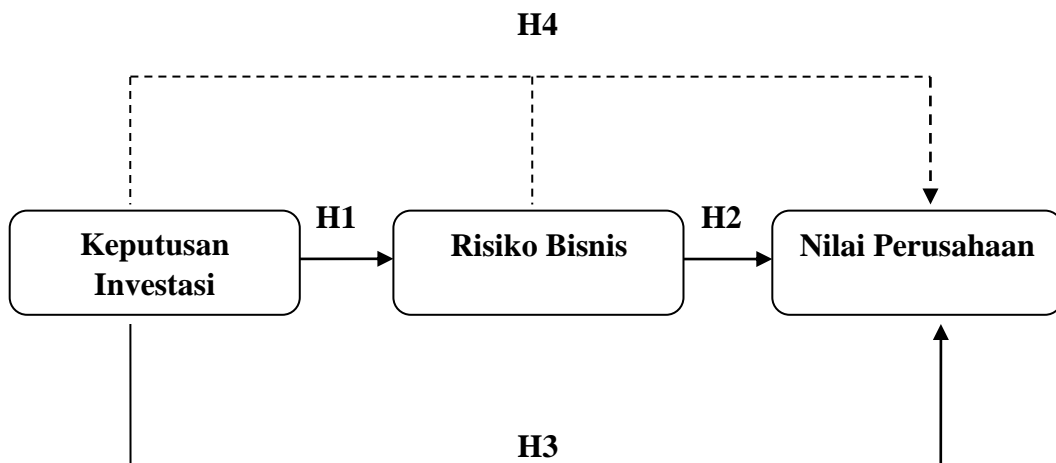 H4
H1
H2
Keputusan
Investasi
Risiko Bisnis
Nilai Perusahaan
H3